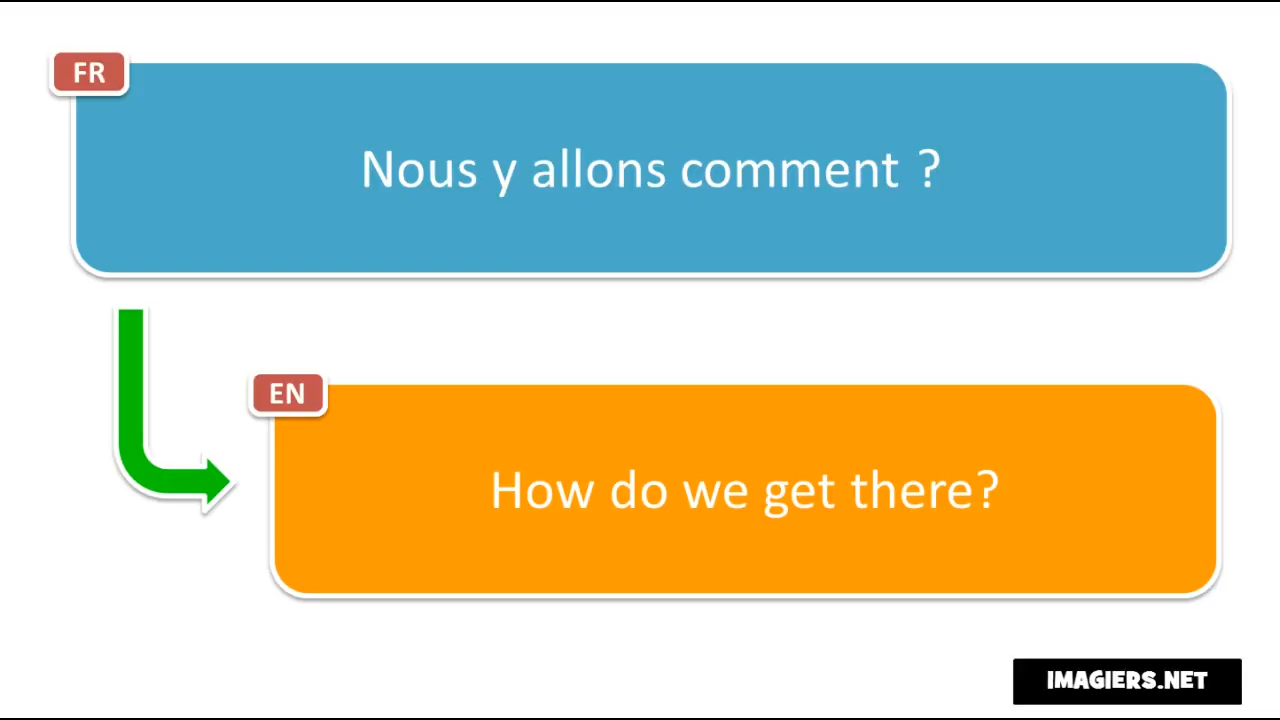 FR
Nous y allons comment ?
EN
How do we get there?
IMAGIERS.NET